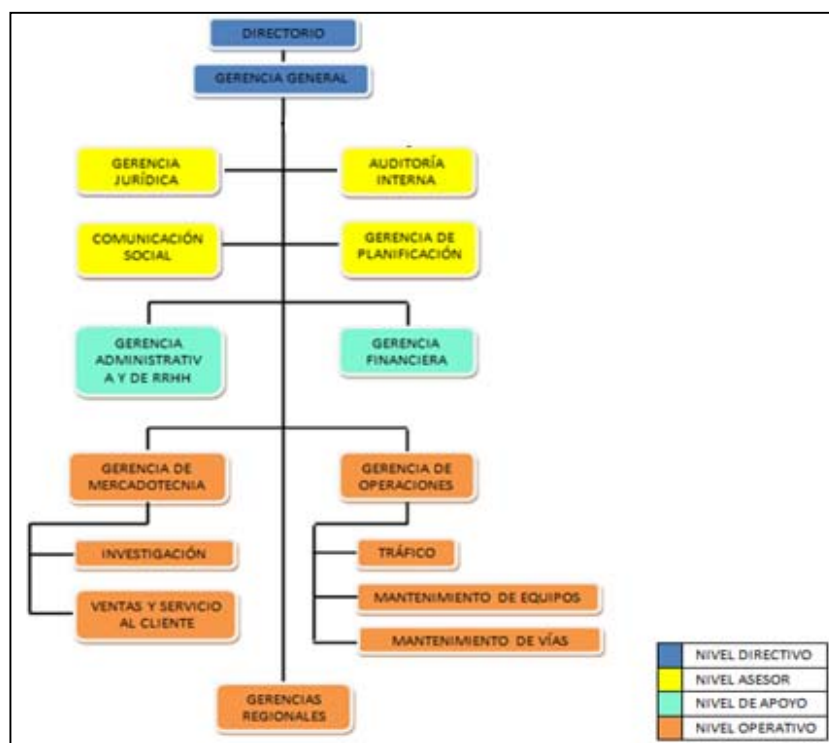 DIRECTORIO
GERENCIA GENERAL
GERENCIA
JURÍDICA
AUDITORÍA
INTERNA
COMUNICACIÓN
SOCIAL
GERENCIA DE
PLANIFICACIÓN
GERENCIA
ADMINISTRATIV
A Y DE RRHH
GERENCIA
FINANCIERA
GERENCIA DE
MERCADOTECNIA
GERENCIA DE
OPERACIONES
INVESTIGACIÓN
VENTAS Y SERVICIO
AL CLIENTE
TRÁFICO
MANTENIMIENTO DE EQUIPOS
MANTENIMIENTO DE VÍAS
GERENCIAS
REGIONALES
NIVEL DIRECTIVO
NIVEL ASESOR
NIVEL DE APOYO
NIVEL OPERATIVO